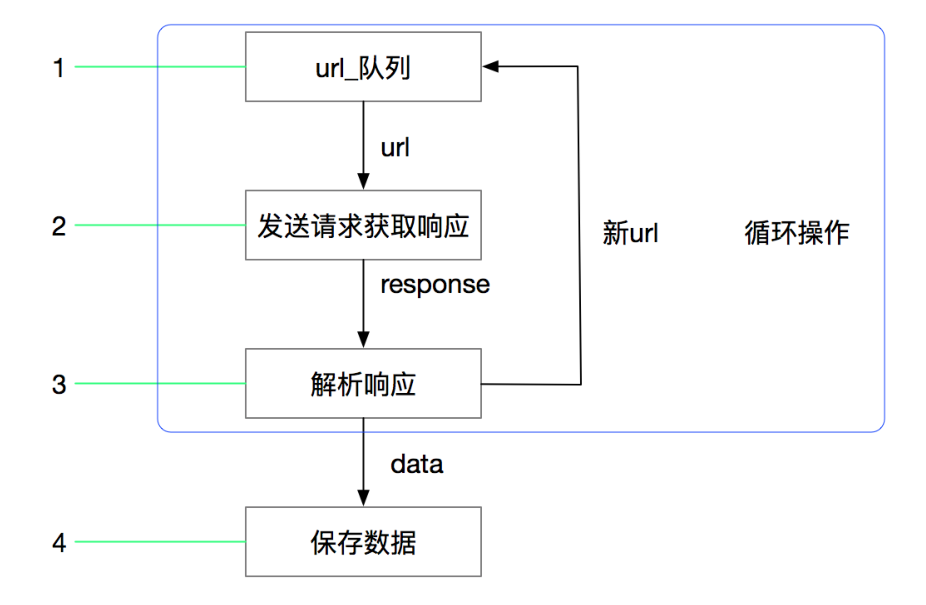 1
url_队列
url
2
发送请求获取响应
新url
循环操作
response
3
解析响应
data
4
保存数据